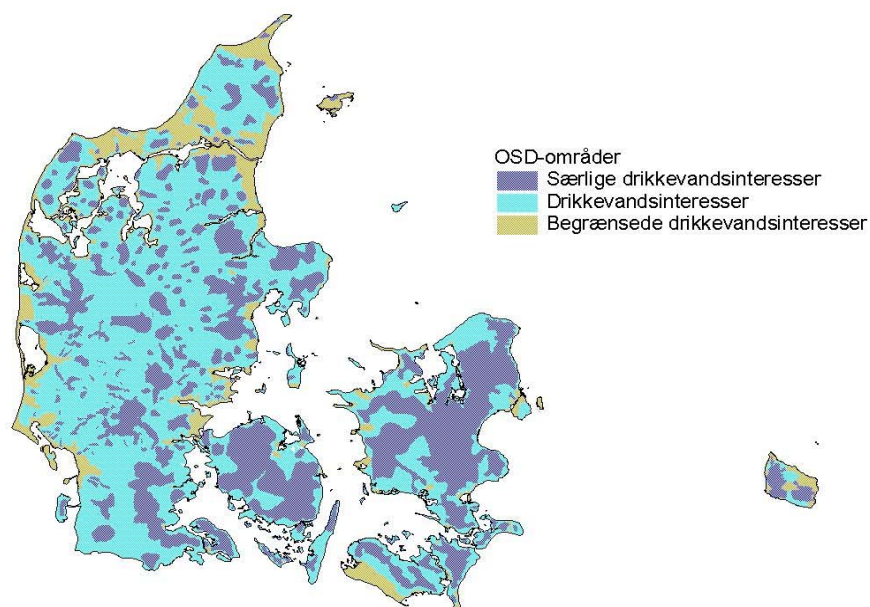 OSD-områder
Særlige drikkevandsinteresser
Drikkevandsinteresser
Begrænsede drikkevandsinteresser